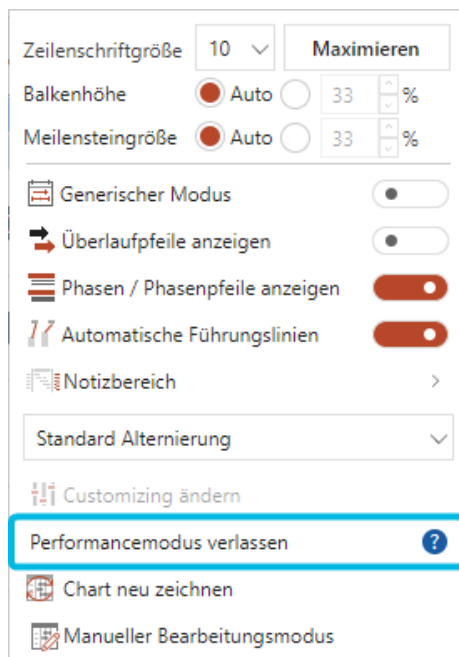 Zeilenschriftgröße 10 Maximieren
Balkenhöhe Auto 33 %
Meilensteingröße Auto 33 %
Generischer Modus
Überlaufpfeile anzeigen
Phasen / Phasenpfeile anzeigen
Automatische Führungslinien
Notizbereich
Standard Alternierung
Customizing ändern
Performancemodus verlassen ?
Chart neu zeichnen
Manueller Bearbeitungsmodus